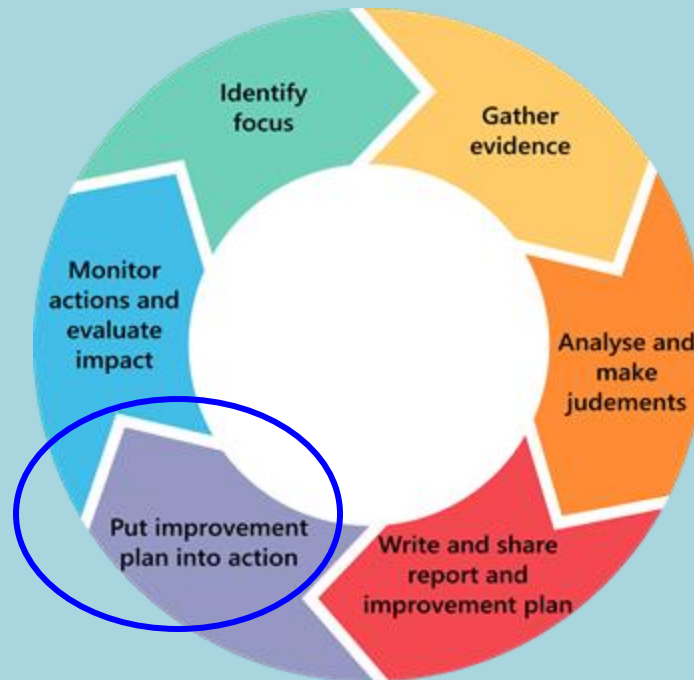 Identify
focus
Gather
evidence
Analyse and
make
judements
Write and share
report and
improvement plan
Put improvement
plan into action
Monitor
actions and
evaluate
impact